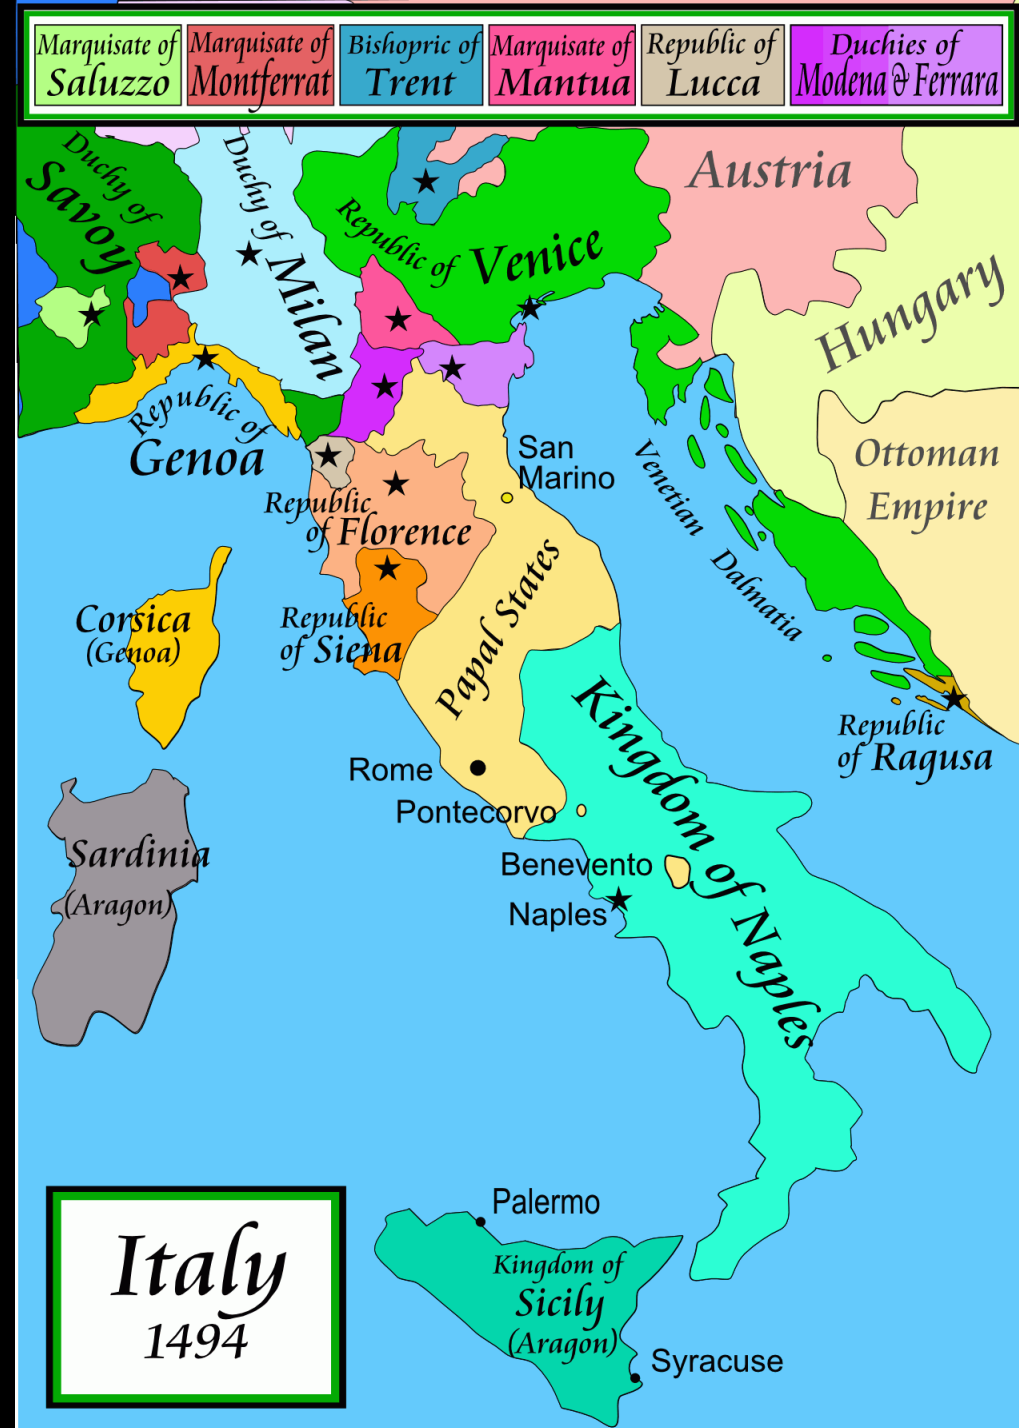 Marquisate of
Saluzzo
Marquisate of
Montferrat
Bishopric of
Trent
Marquisate of
Mantua
Republic of
Lucca
Duchies of
Modena & Ferrara
Duchy of
Savoy
Duchy of
Milan
Republic of Venice
Austria
Hungary
Republic of
Genoa
San
Marino
Venetian
Dalmatia
Ottoman
Empire
Republic
of Florence
Corsica
(Genoa)
Republic
of Siena
Papal States
Kingdom of Naples
Republic
of Ragusa
Rome
Pontecorvo
Sardinia
(Aragon)
Benevento
Naples
Palermo
Kingdom of
Sicily
(Aragon)
Syracuse
Italy
1494